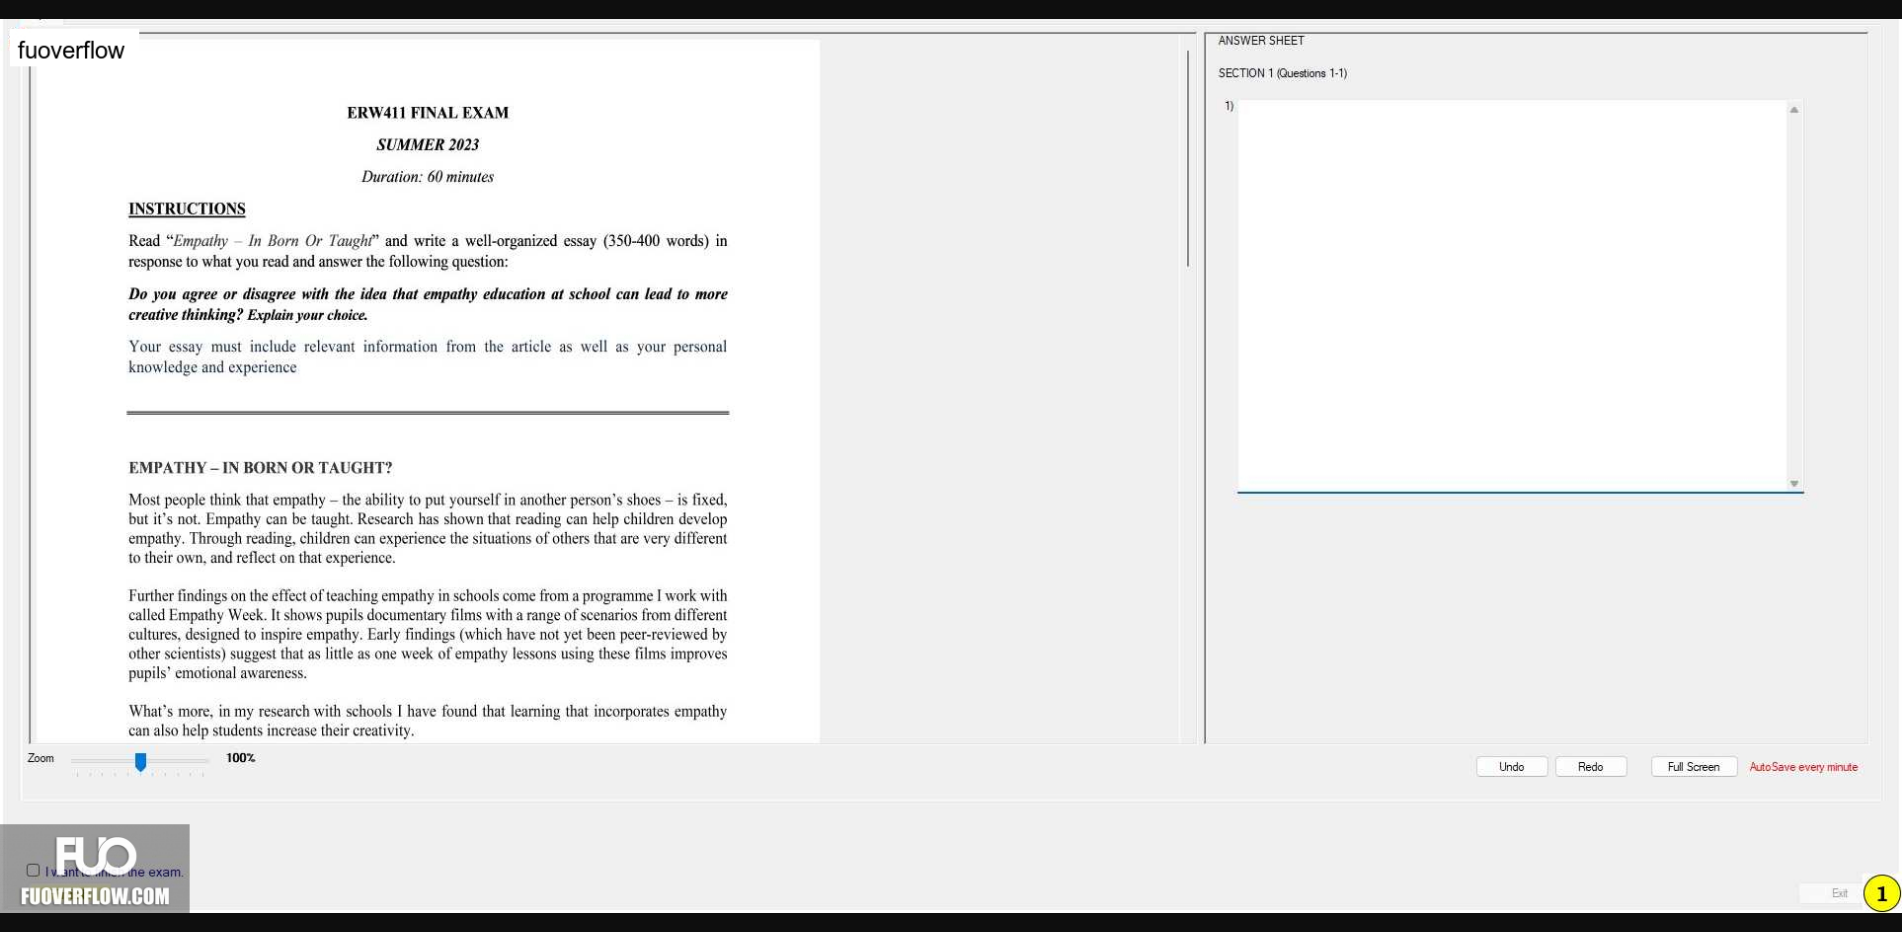 fuoverflow
ERW411 FINAL EXAM
SUMMER 2023
Duration: 60 minutes
INSTRUCTIONS
Read “Empathy – In Born Or Taught” and write a well-organized essay (350-400 words) in
response to what you read and answer the following question:
Do you agree or disagree with the idea that empathy education at school can lead to more
creative thinking? Explain your choice.
Your essay must include relevant information from the article as well as your personal
knowledge and experience
EMPATHY – IN BORN OR TAUGHT?
Most people think that empathy – the ability to put yourself in another person’s shoes – is fixed,
but it’s not. Empathy can be taught. Research has shown that reading can help children develop
empathy. Through reading, children can experience the situations of others that are very different
to their own, and reflect on that experience.
Further findings on the effect of teaching empathy in schools come from a programme I work with
called Empathy Week. It shows pupils documentary films with a range of scenarios from different
cultures, designed to inspire empathy. Early findings (which have not yet been peer-reviewed by
other scientists) suggest that as little as one week of empathy lessons using these films improves
pupils’ emotional awareness.
What’s more, in my research with schools I have found that learning that incorporates empathy
can also help students increase their creativity.
Zoom
100%
ANSWER SHEET
SECTION 1 (Questions 1-1)
1)
Undo
Redo
Full Screen
AutoSave every minute
FUO
I want to finish the exam.
FUOVERFLOW.COM
Exit
1